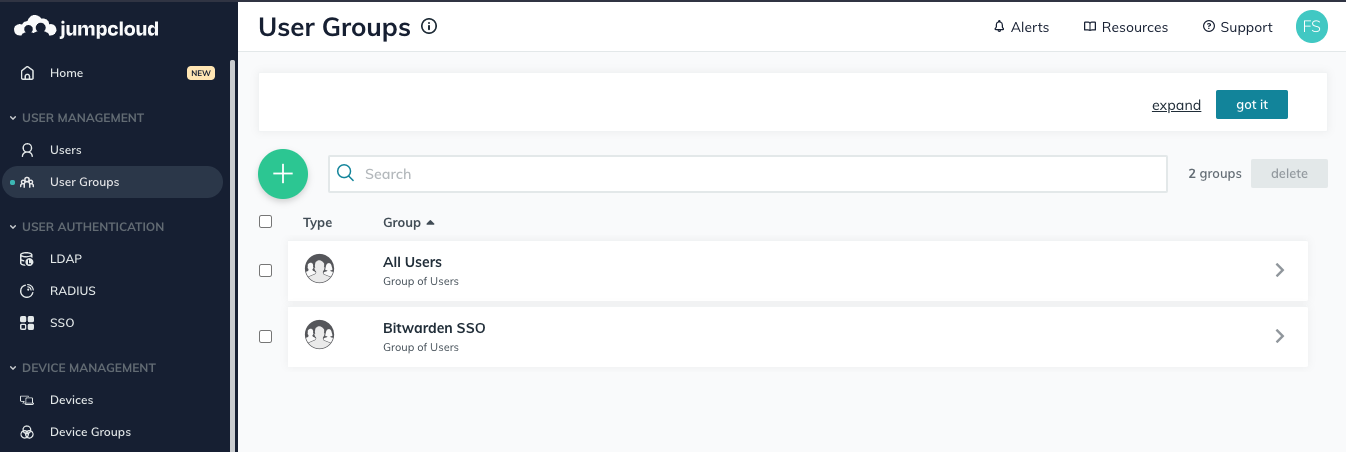 jumpcloud
Home NEW
USER MANAGEMENT
Users
User Groups
USER AUTHENTICATION
LDAP
RADIUS
SSO
DEVICE MANAGEMENT
Devices
Device Groups
User Groups
Alerts Resources Support FS
expand got it
Search 2 groups delete
Type Group
All Users
Group of Users
Bitwarden SSO
Group of Users